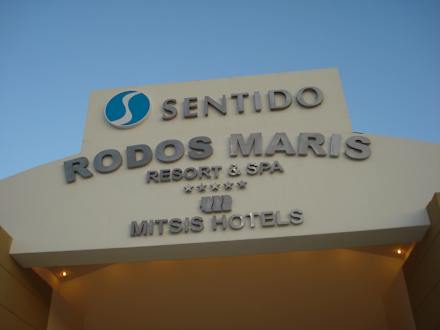 SENTIDO
RODOS MARIS
RESORT & SPA
★★★★★
MITSIS HOTELS